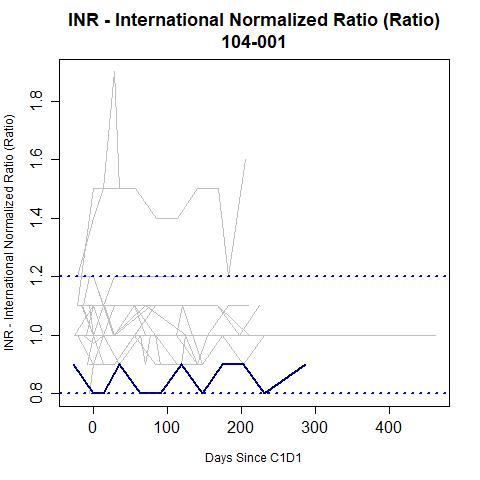 INR - International Normalized Ratio (Ratio)
104-001
INR - International Normalized Ratio (Ratio)
1.8
1.6
1.4
1.2
1.0
0.8
0 100 200 300 400
Days Since C1D1